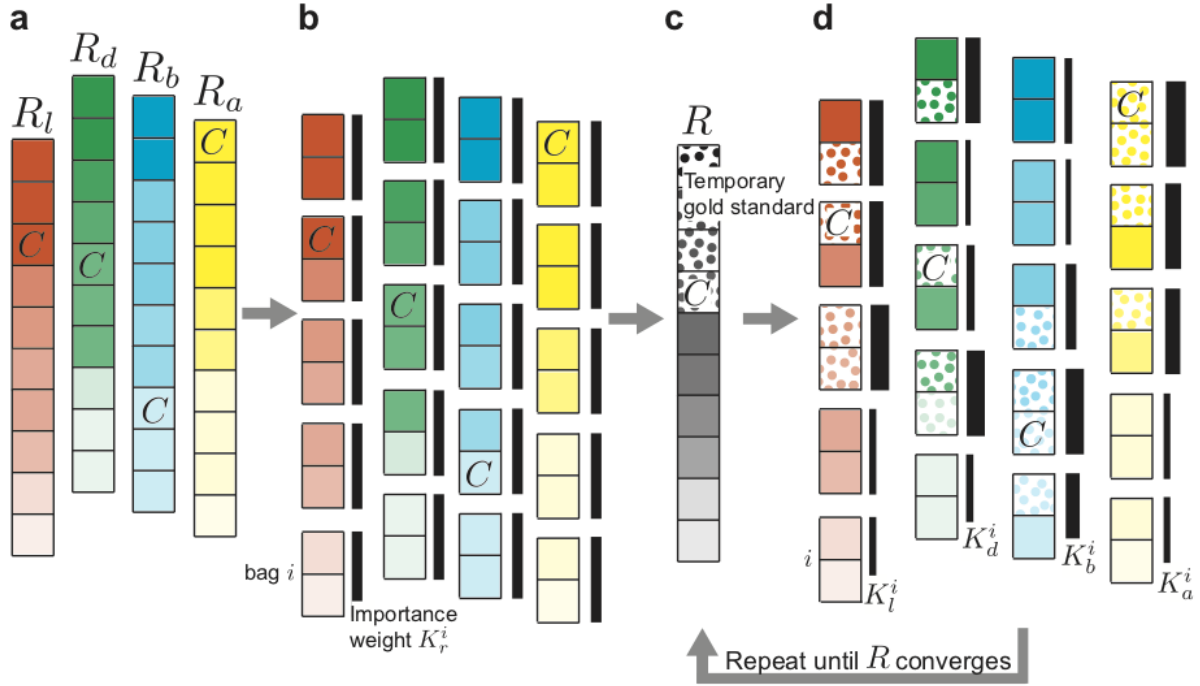 a
b
c
d
R_l
R_d
R_b
R_a
C
C
C
C
C
C
C
C
bag i
Importance
weight K_r^i
R
Temporary
gold standard
C
C
C
C
C
i
K_l^i
K_d^i
K_b^i
K_a^i
Repeat until R converges